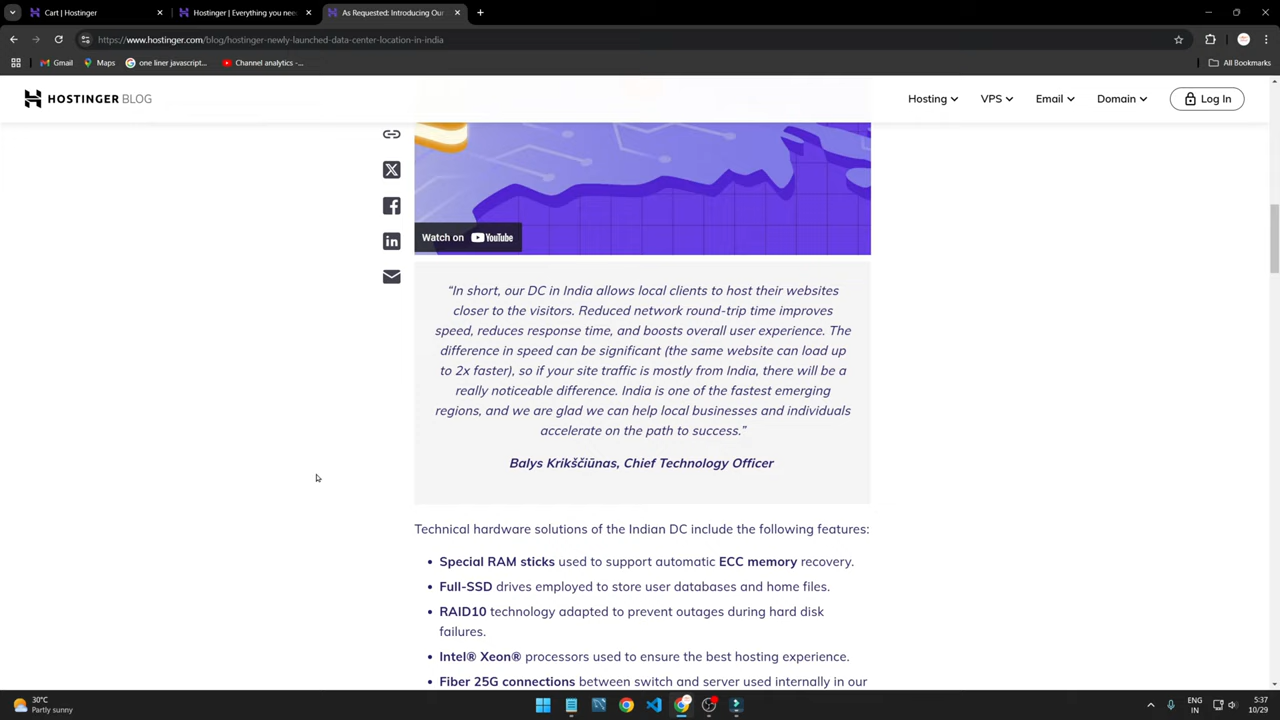 Cart | Hostinger
Hostinger | Everything you nee
As Requested: Introducing Our
https://www.hostinger.com/blog/hostinger-newly-launched-data-center-location-in-india
Gmail
Maps
one liner javascript...
Channel analytics -...
All Bookmarks
HOSTINGER BLOG
Hosting
VPS
Email
Domain
Log In
Watch on YouTube
“In short, our DC in India allows local clients to host their websites
closer to the visitors. Reduced network round-trip time improves
speed, reduces response time, and boosts overall user experience. The
difference in speed can be significant (the same website can load up
to 2x faster), so if your site traffic is mostly from India, there will be a
really noticeable difference. India is one of the fastest emerging
regions, and we are glad we can help local businesses and individuals
accelerate on the path to success.”
Balys Krikščiūnas, Chief Technology Officer
Technical hardware solutions of the Indian DC include the following features:
• Special RAM sticks used to support automatic ECC memory recovery.
• Full-SSD drives employed to store user databases and home files.
• RAID10 technology adapted to prevent outages during hard disk
failures.
• Intel® Xeon® processors used to ensure the best hosting experience.
• Fiber 25G connections between switch and server used internally in our
30°C
Partly sunny
ENG
IN
5:37
10/29